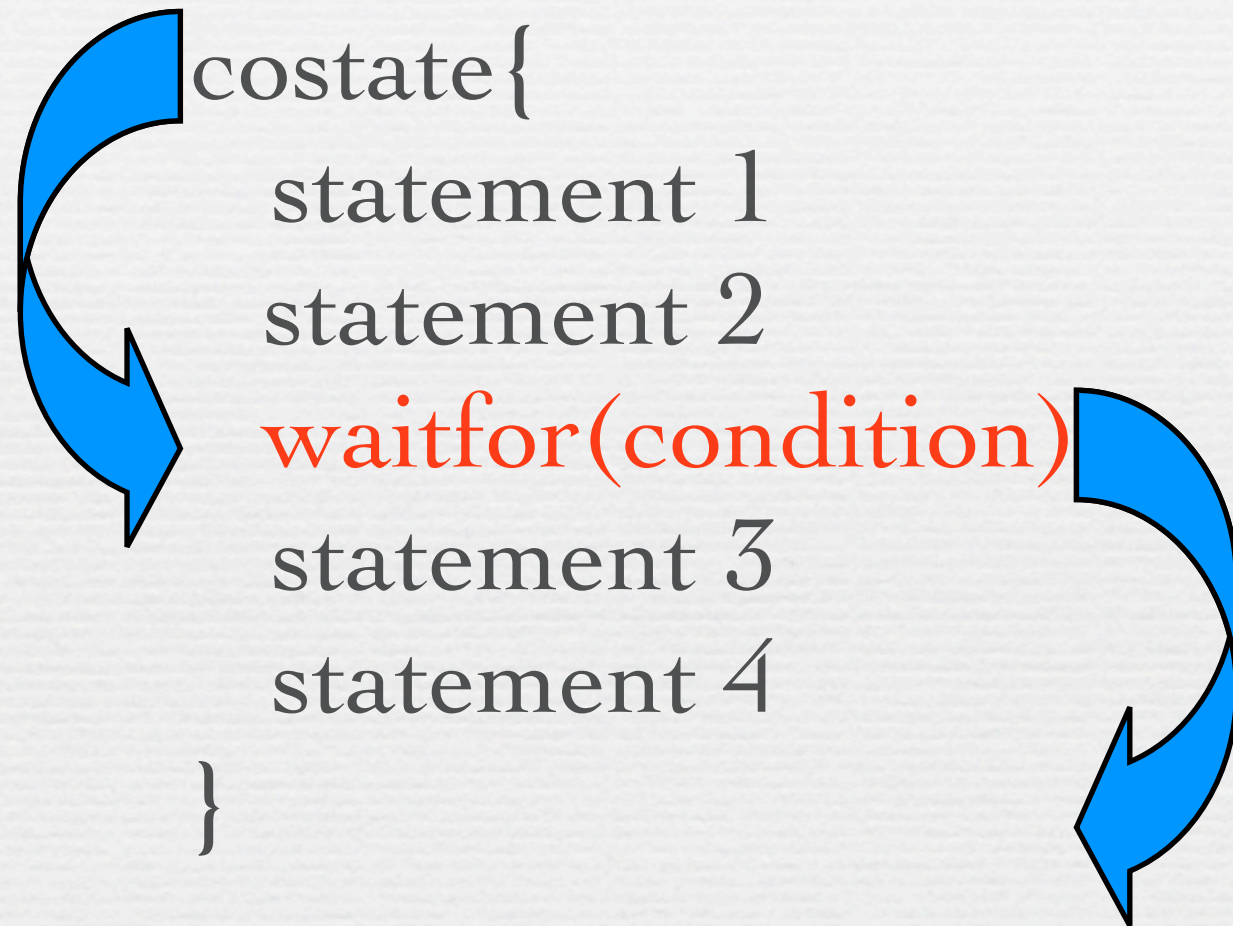 costate{
statement 1
statement 2
waitfor(condition)
statement 3
statement 4
}